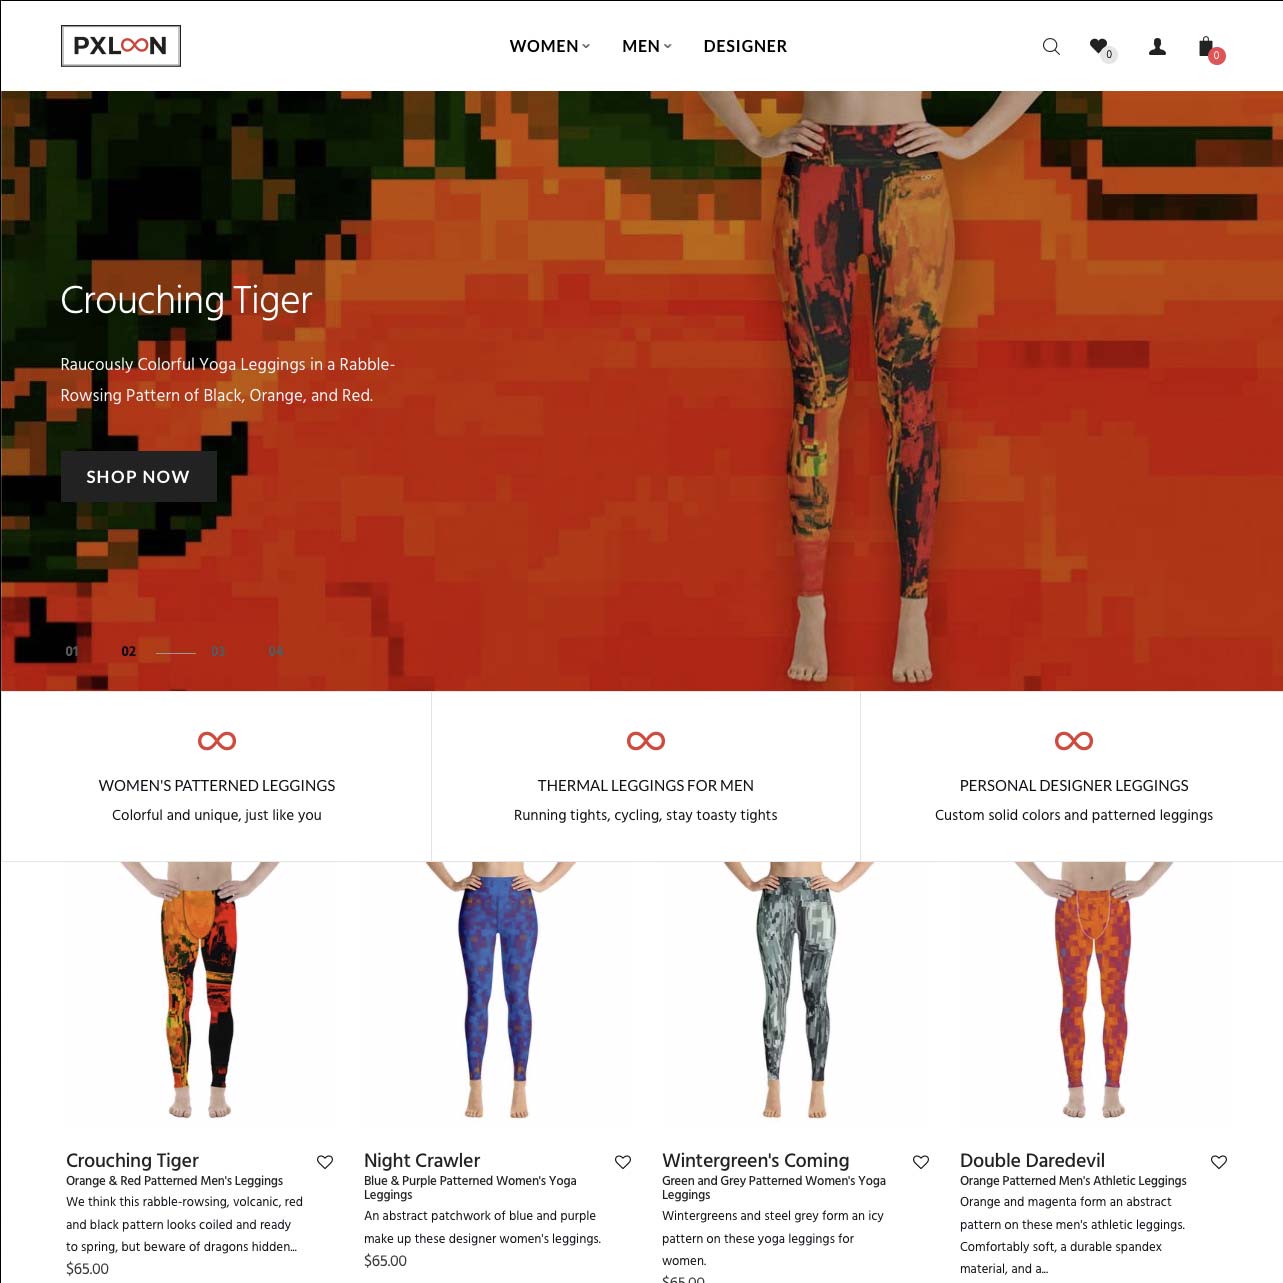 PXLOON
WOMEN MEN DESIGNER
0
0
Crouching Tiger
Raucously Colorful Yoga Leggings in a Rabble-
Rowsing Pattern of Black, Orange, and Red.
SHOP NOW
01 02 03 04
WOMEN'S PATTERNED LEGGINGS
Colorful and unique, just like you
THERMAL LEGGINGS FOR MEN
Running tights, cycling, stay toasty tights
PERSONAL DESIGNER LEGGINGS
Custom solid colors and patterned leggings
Crouching Tiger
Orange & Red Patterned Men's Leggings
We think this rabble-rowsing, volcanic, red
and black pattern looks coiled and ready
to spring, but beware of dragons hidden...
$65.00
Night Crawler
Blue & Purple Patterned Women's Yoga
Leggings
An abstract patchwork of blue and purple
make up these designer women's leggings.
$65.00
Wintergreen's Coming
Green and Grey Patterned Women's Yoga
Leggings
Wintergreens and steel grey form an icy
pattern on these yoga leggings for
women.
$65.00
Double Daredevil
Orange Patterned Men's Athletic Leggings
Orange and magenta form an abstract
pattern on these men's athletic leggings.
Comfortably soft, a durable spandex
material, and a...